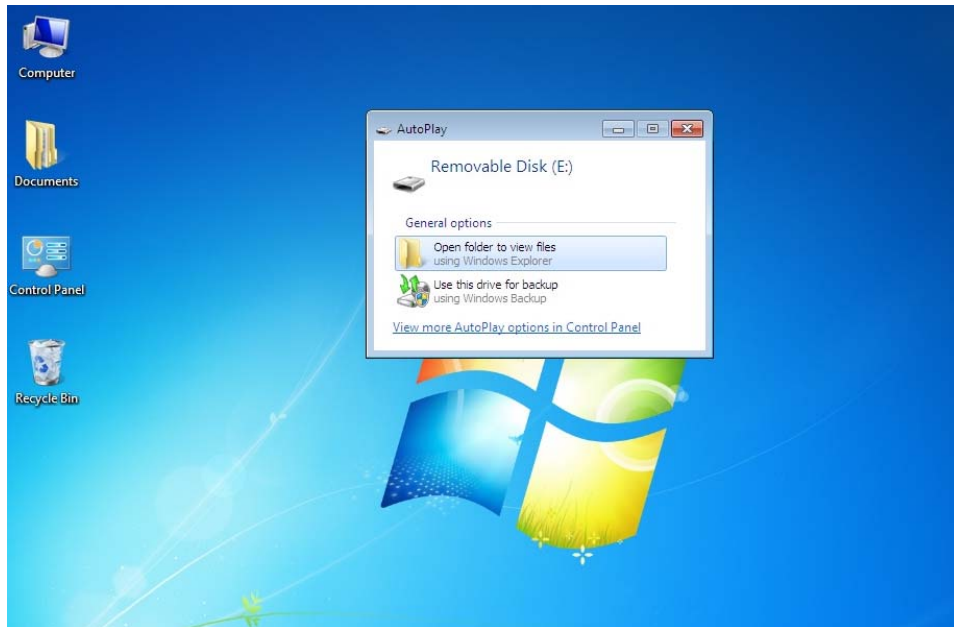 Computer
Documents
Control Panel
Recycle Bin
AutoPlay
Removable Disk (E:)
General options
Open folder to view files
using Windows Explorer
Use this drive for backup
using Windows Backup
View more AutoPlay options in Control Panel